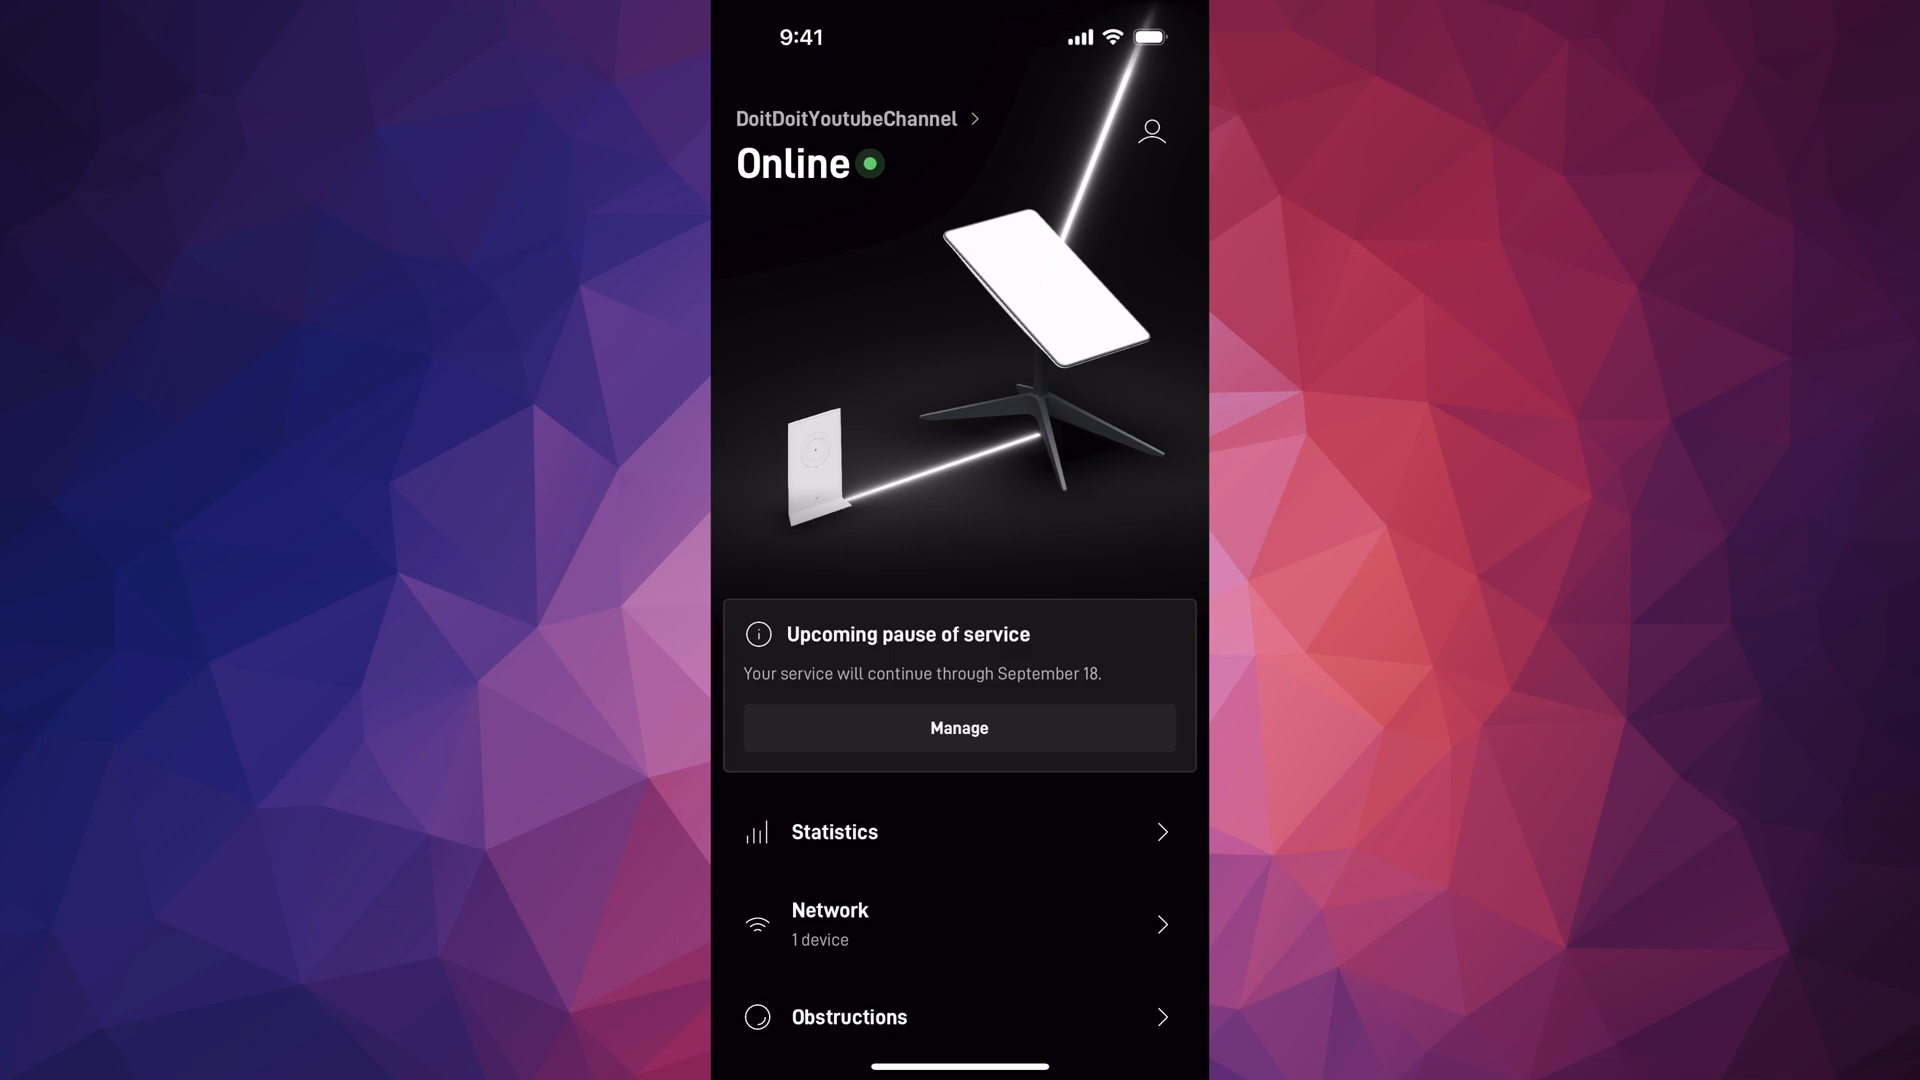 9:41
DoitDoitYoutubeChannel
Online
Upcoming pause of service
Your service will continue through September 18.
Manage
Statistics
Network
1 device
Obstructions